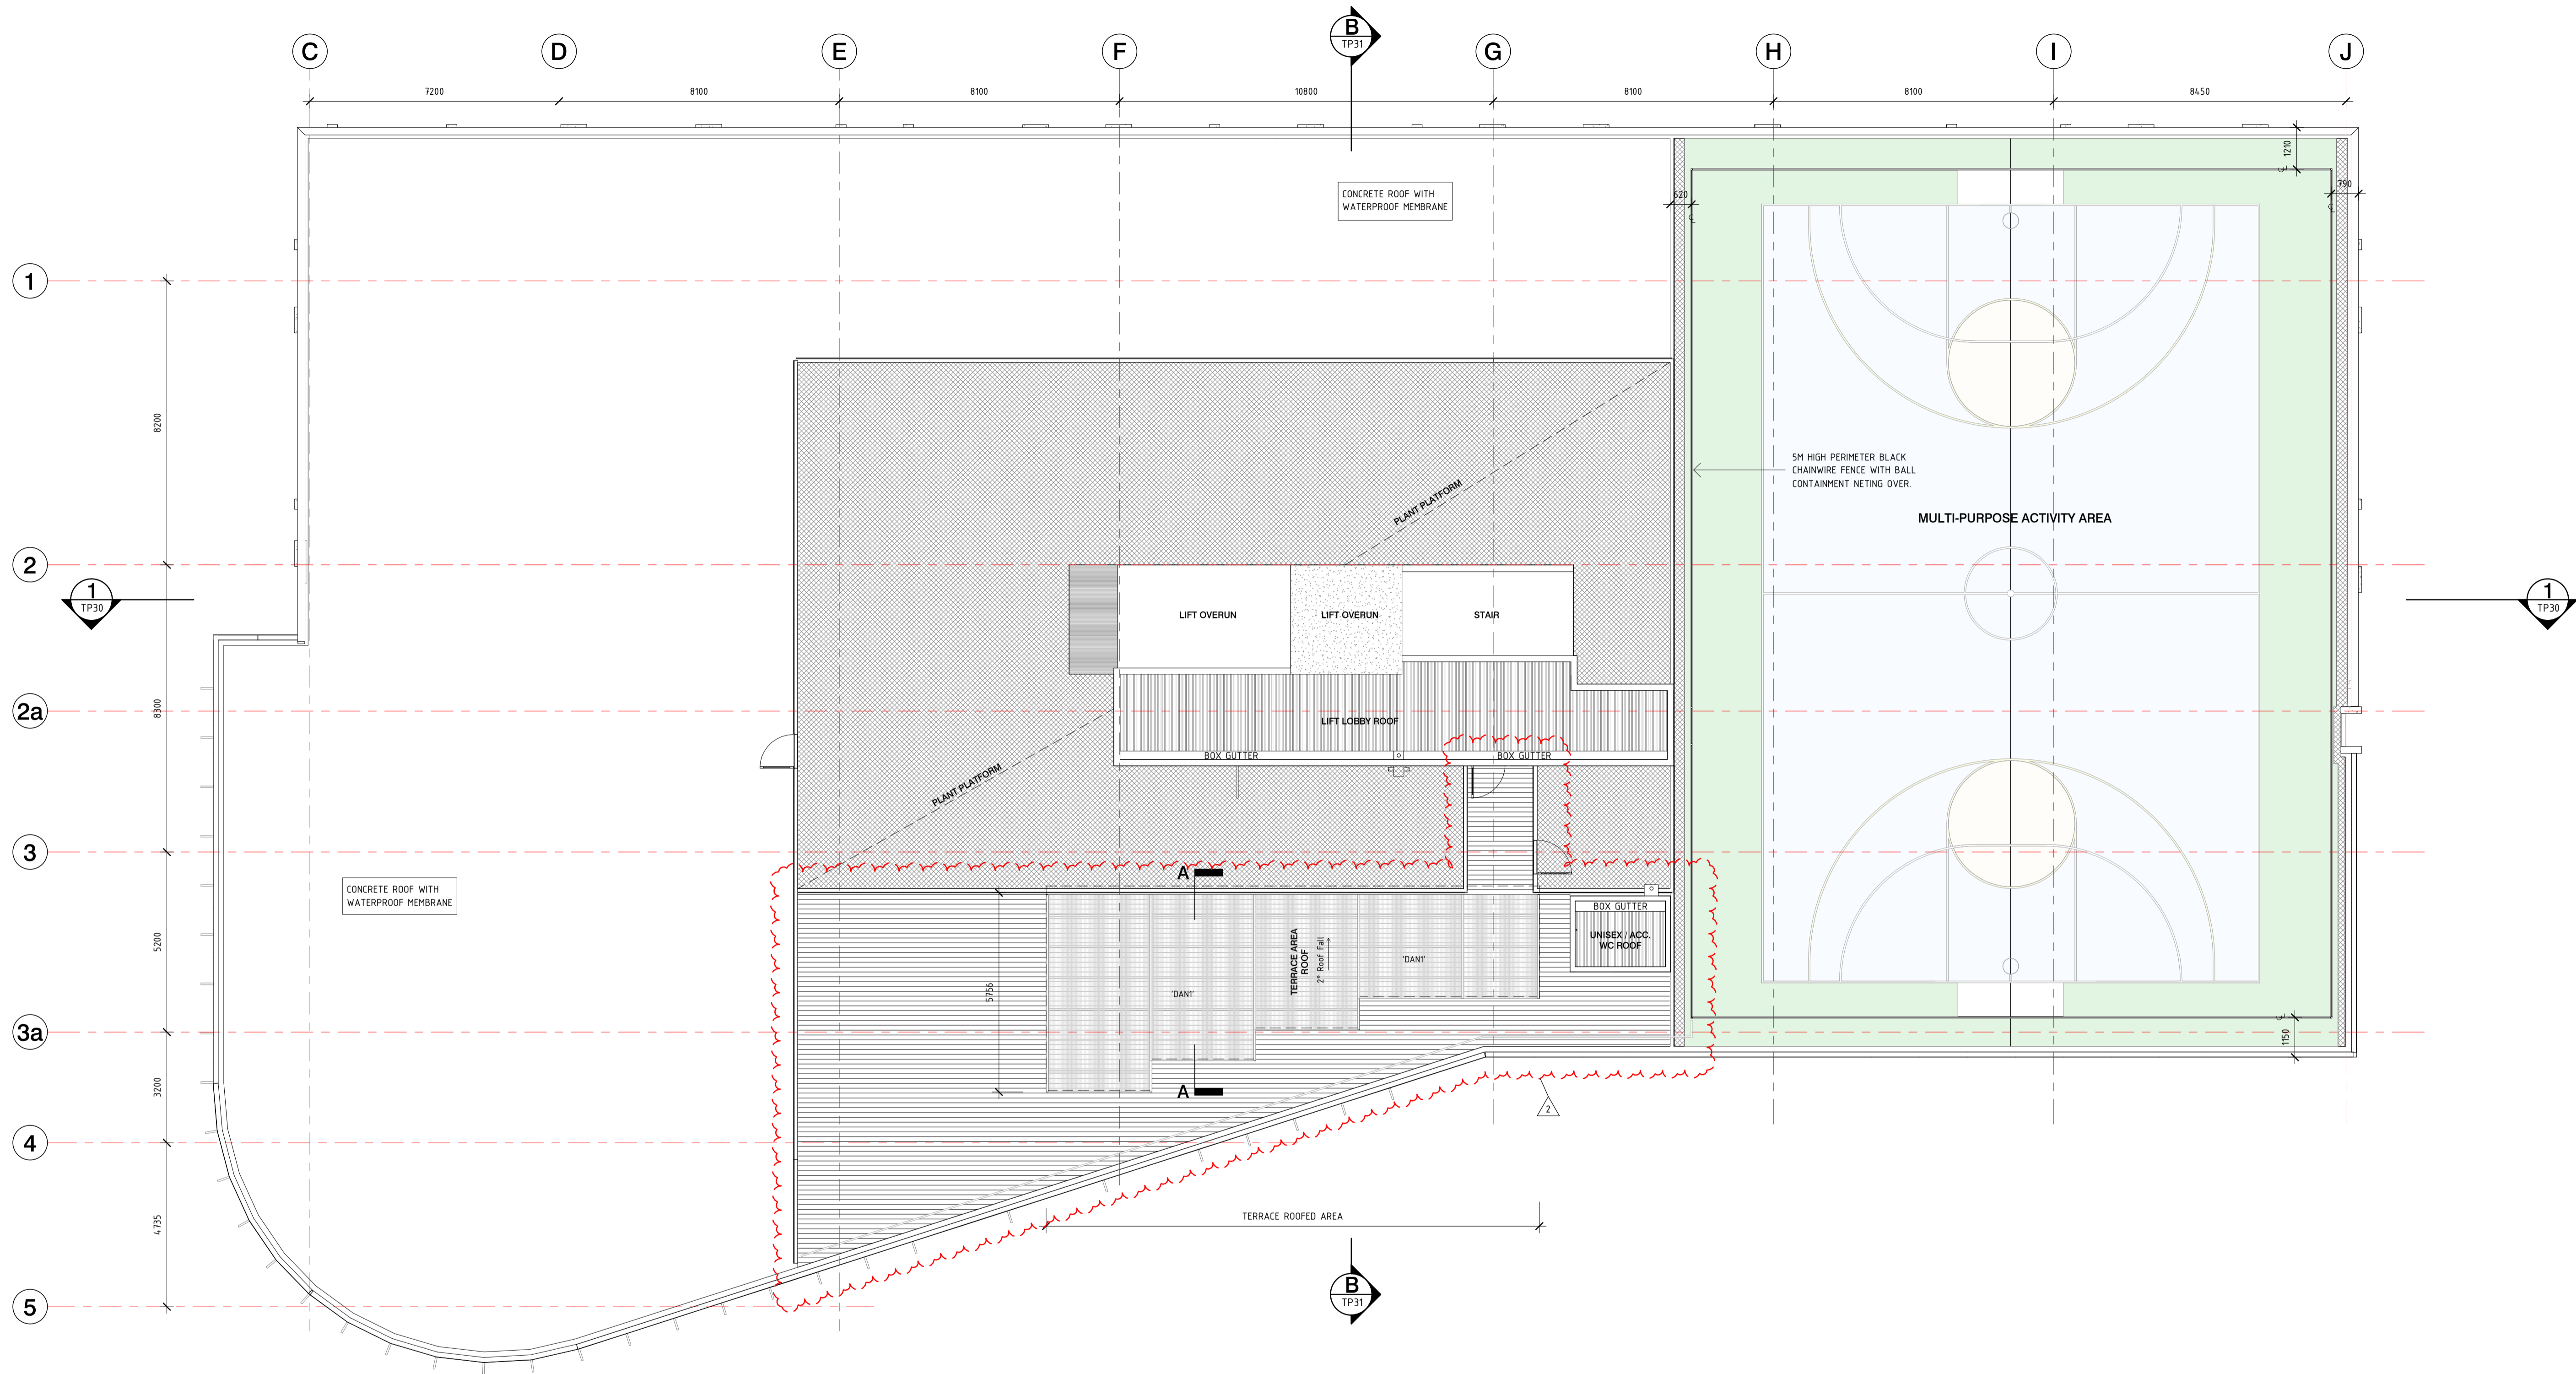 B
TP31
C
D
E
F
G
H
I
J
7200
8100
8100
10800
8100
8100
8450
1210
790
620
CONCRETE ROOF WITH
WATERPROOF MEMBRANE
1
8200
5M HIGH PERIMETER BLACK
CHAINWIRE FENCE WITH BALL
CONTAINMENT NETING OVER.
PLANT PLATFORM
MULTI-PURPOSE ACTIVITY AREA
2
1
TP30
1
TP30
LIFT OVERUN
LIFT OVERUN
STAIR
2a
8300
LIFT LOBBY ROOF
BOX GUTTER
BOX GUTTER
PLANT PLATFORM
3
A
CONCRETE ROOF WITH
WATERPROOF MEMBRANE
BOX GUTTER
UNISEX / ACC.
WC ROOF
5200
TERRACE AREA
ROOF
2° Roof Fall
'DAN1'
'DAN1'
5756
3a
1150
3200
A
2
4
4735
TERRACE ROOFED AREA
5
B
TP31